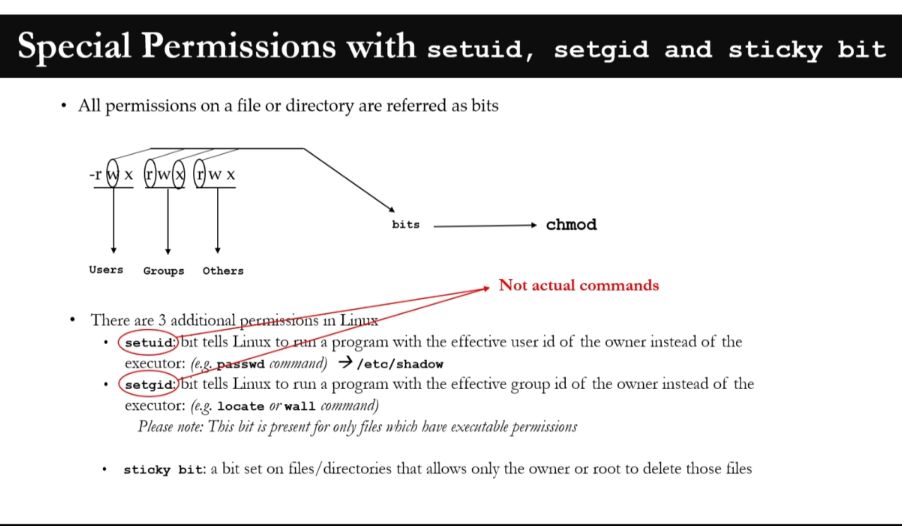 Special Permissions with setuid, setgid and sticky bit
• All permissions on a file or directory are referred as bits
-r w x r w x r w x
bits
chmod
Users Groups Others
Not actual commands
• There are 3 additional permissions in Linux
• setuid: bit tells Linux to run a program with the effective user id of the owner instead of the
executor: (e.g. passwd command) → /etc/shadow
• setgid: bit tells Linux to run a program with the effective group id of the owner instead of the
executor: (e.g. locate or wall command)
Please note: This bit is present for only files which have executable permissions
• sticky bit: a bit set on files/directories that allows only the owner or root to delete those files